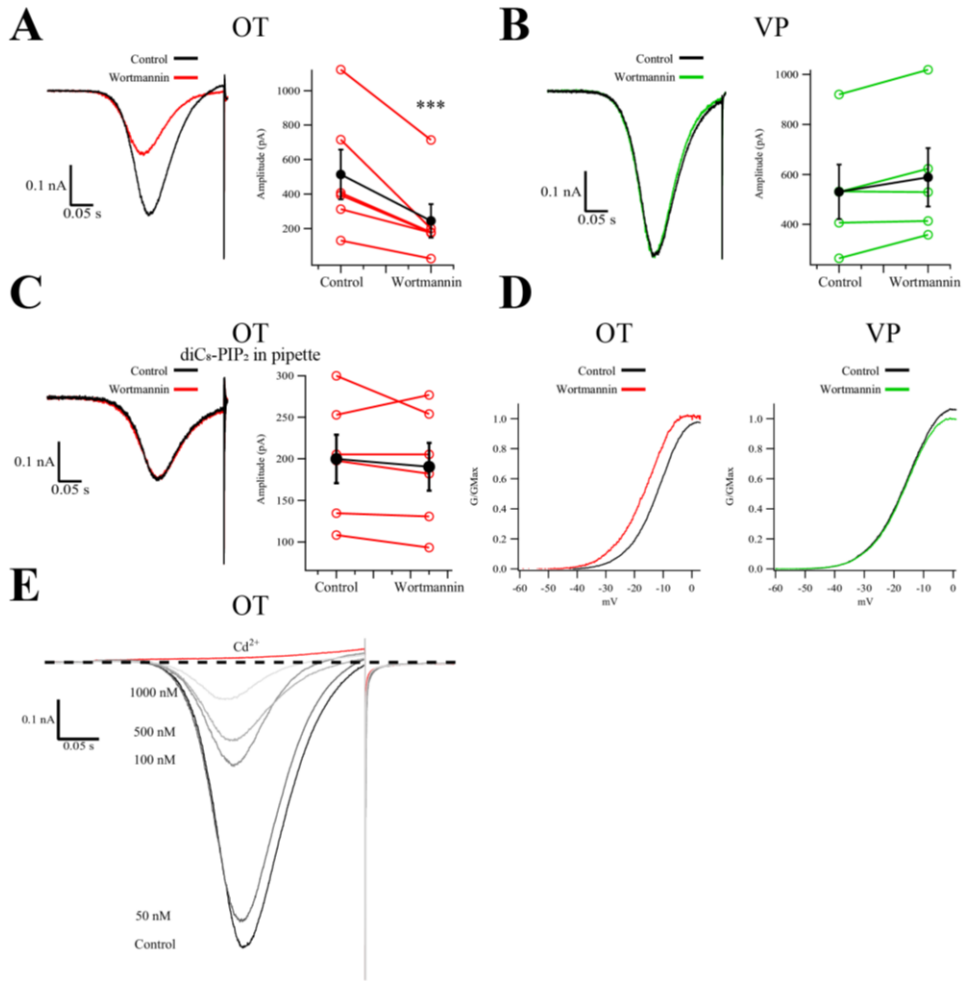 A
OT
Control
Wortmannin
0.1 nA
0.05 s
Amplitude (pA)
1000
800
600
400
200
***
Control
Wortmannin
B
VP
Control
Wortmannin
0.1 nA
0.05 s
Amplitude (pA)
1000
800
600
400
Control
Wortmannin
C
OT
diC₈-PIP₂ in pipette
Control
Wortmannin
0.1 nA
0.05 s
Amplitude (pA)
300
250
200
150
100
Control
Wortmannin
D
OT
Control
Wortmannin
G/GMax
1.0
0.8
0.6
0.4
0.2
0.0
-60 -50 -40 -30 -20 -10 0
mV
VP
Control
Wortmannin
G/GMax
1.0
0.8
0.6
0.4
0.2
0.0
-60 -50 -40 -30 -20 -10 0
mV
E
OT
Cd²⁺
1000 nM
500 nM
100 nM
0.1 nA
0.05 s
50 nM
Control